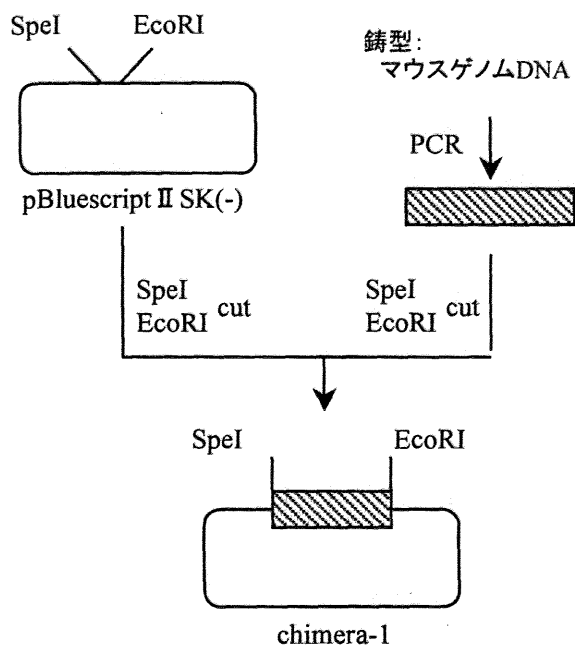 SpeI EcoRI
鋳型:
マウスゲノムDNA
PCR
pBluescript II SK(-)
SpeI
EcoRI cut
SpeI
EcoRI cut
SpeI EcoRI
chimera-1